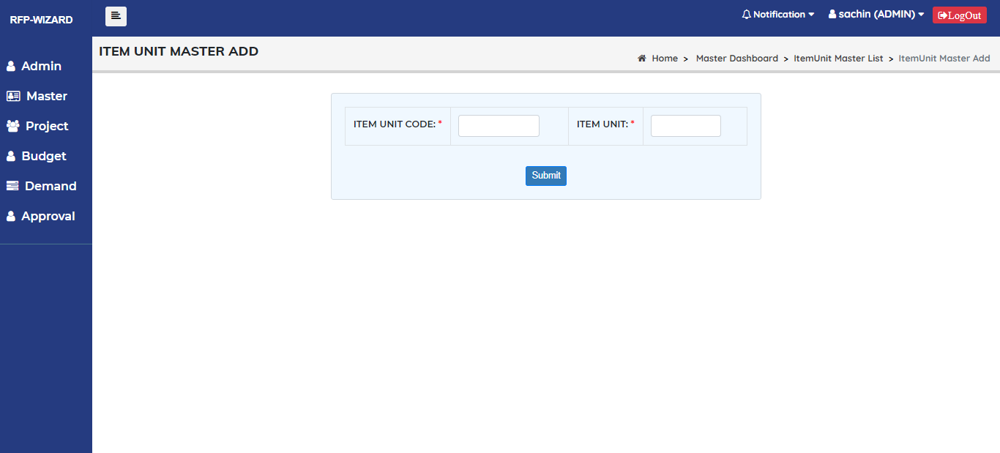 RFP-WIZARD
Notification
sachin (ADMIN)
LogOut
Admin
Master
Project
Budget
Demand
Approval
ITEM UNIT MASTER ADD
Home > Master Dashboard > ItemUnit Master List > ItemUnit Master Add
ITEM UNIT CODE: *
ITEM UNIT: *
Submit